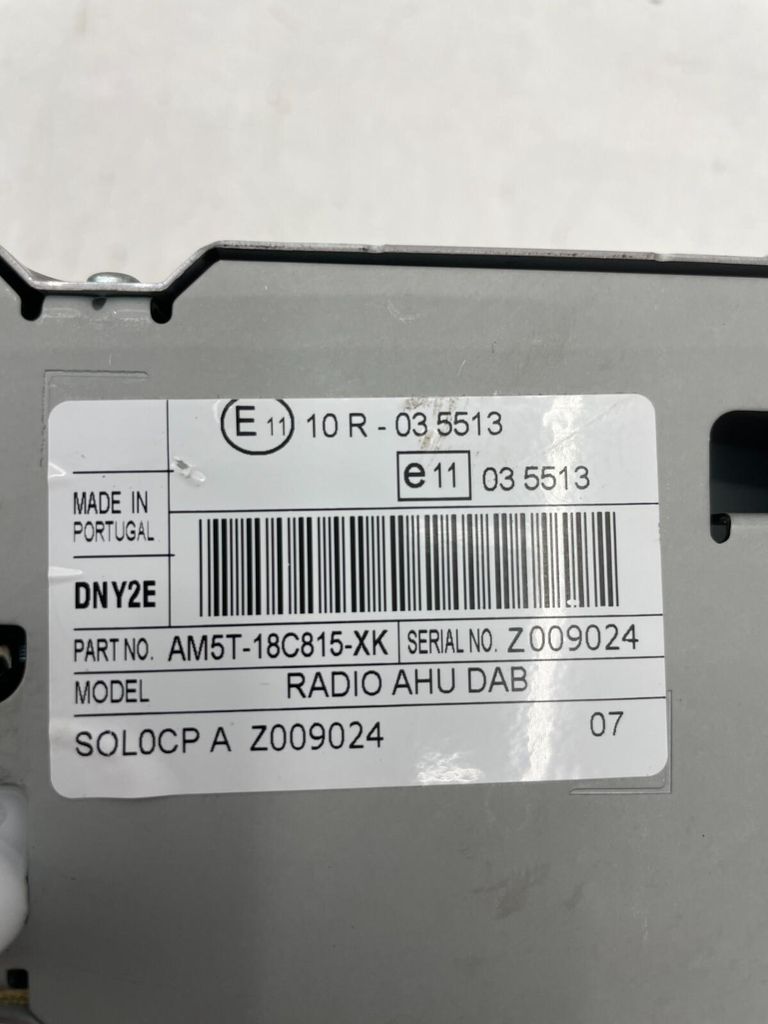 E 11 10 R - 03 5513
e 11 03 5513
MADE IN
PORTUGAL
DNY2E
PART NO. AM5T-18C815-XK SERIAL NO. Z009024
MODEL RADIO AHU DAB
SOL0CP A Z009024 07